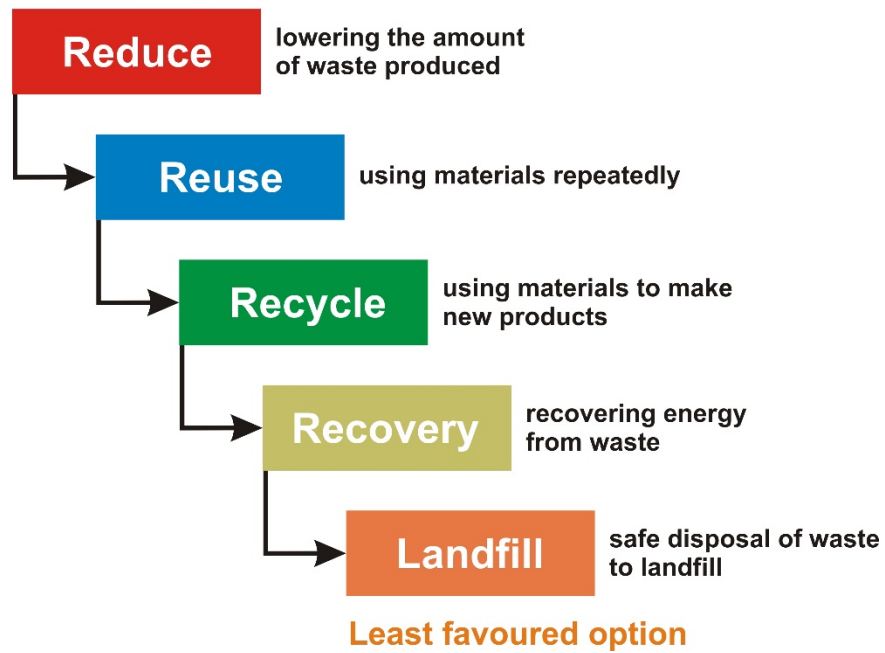 Reduce
lowering the amount
of waste produced
Reuse
using materials repeatedly
Recycle
using materials to make
new products
Recovery
recovering energy
from waste
Landfill
safe disposal of waste
to landfill
Least favoured option